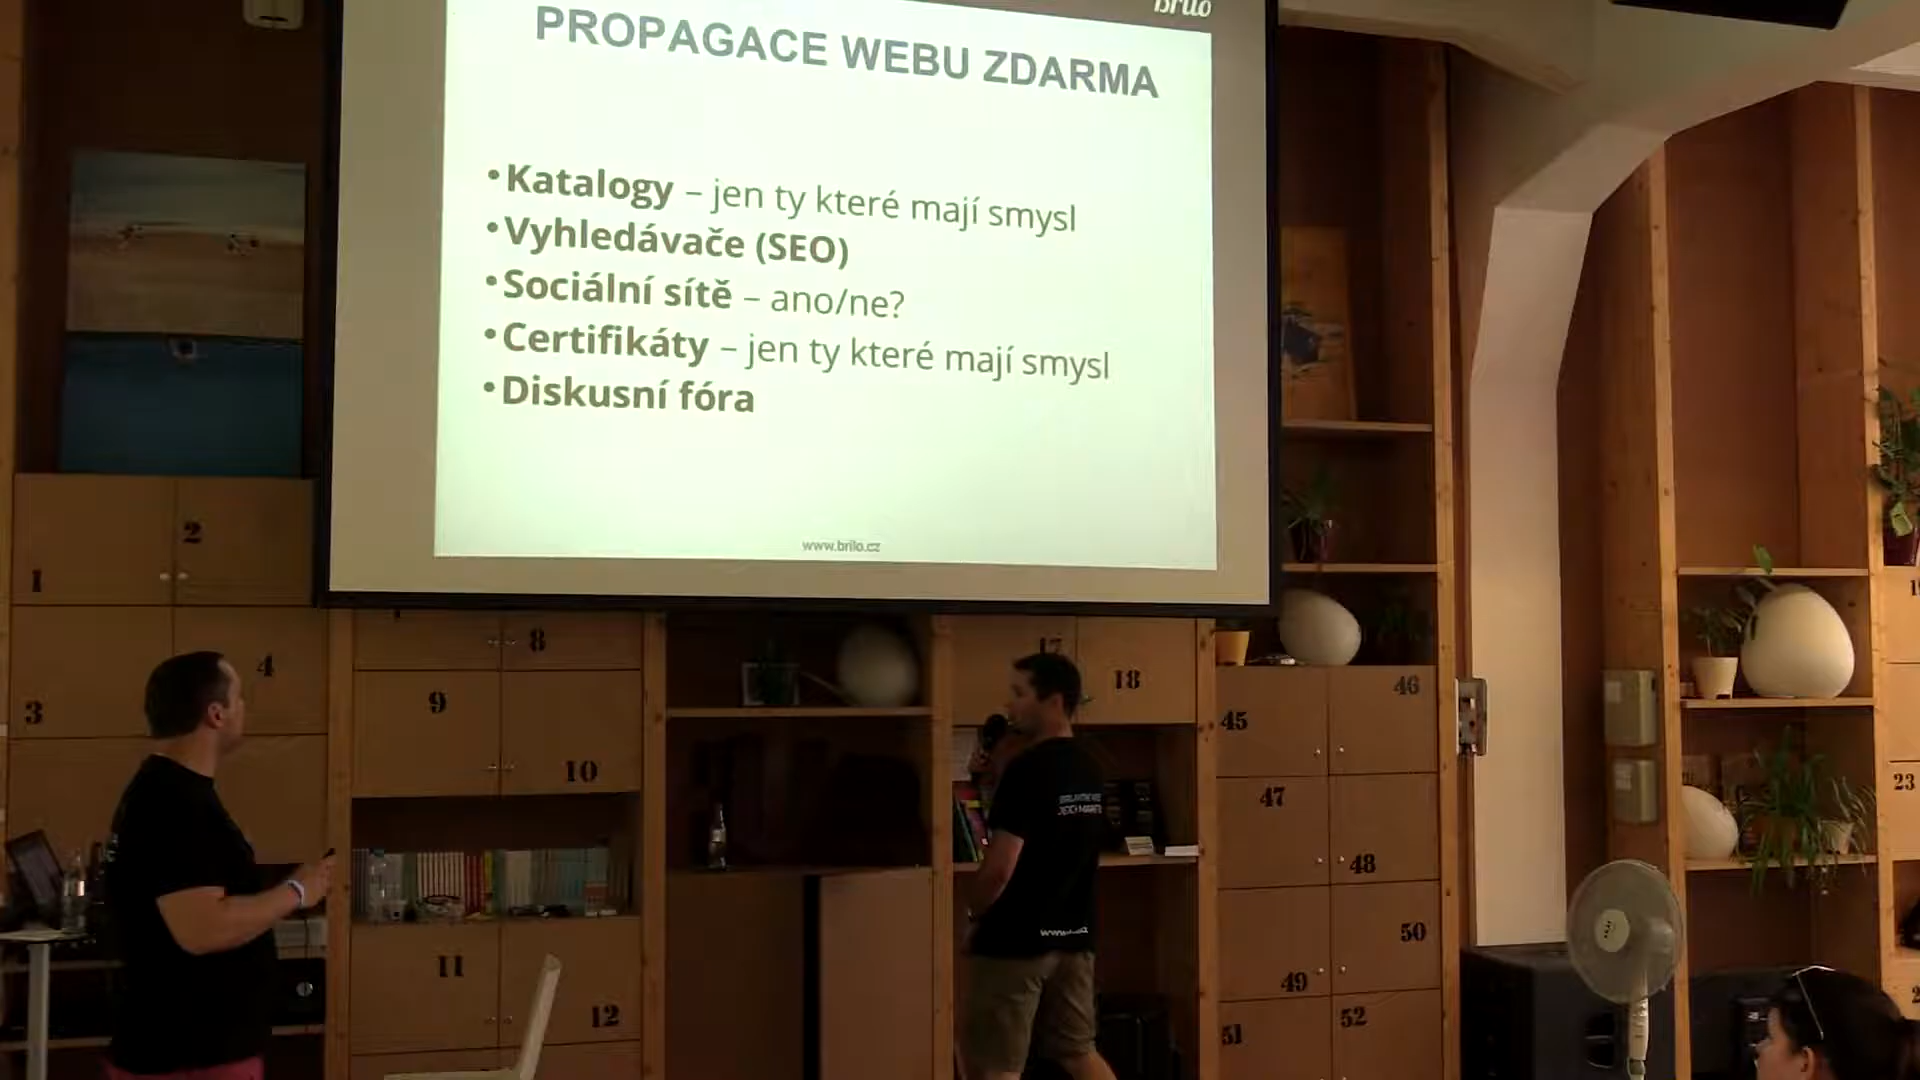 Brilo
PROPAGACE WEBU ZDARMA
•Katalogy – jen ty které mají smysl
•Vyhledávače (SEO)
•Sociální sítě – ano/ne?
•Certifikáty – jen ty které mají smysl
•Diskusní fóra
www.brilo.cz
1
2
3
4
8
9
10
11
12
17
18
45
46
47
48
49
50
51
52
23